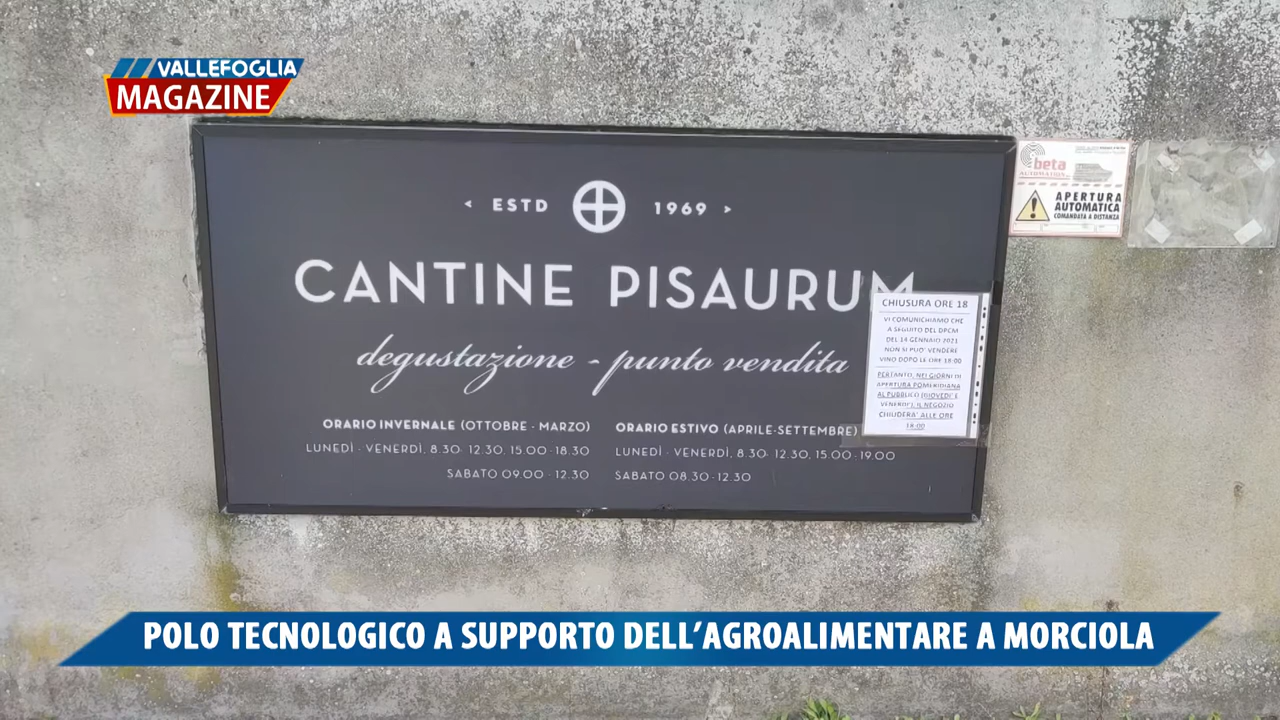 VALLEFOGLIA
MAGAZINE
< ESTD 1969 >
CANTINE PISAURUM
degustazione - punto vendita
ORARIO INVERNALE (OTTOBRE - MARZO)
LUNEDÌ - VENERDÌ, 8.30- 12.30, 15.00-18.30
SABATO 09.00 - 12.30
ORARIO ESTIVO (APRILE-SETTEMBRE)
LUNEDÌ - VENERDÌ, 8.30- 12.30, 15.00-19.00
SABATO 08.30-12.30
CHIUSURA ORE 18
VI COMUNICHIAMO CHE
A SEGUITO DEL DPCM
DEL 14 GENNAIO 2021
NON SI PUO' VENDERE
VINO DOPO LE ORE 18:00
PERTANTO, NEI GIORNI DI
APERTURA POMERIDIANA
AL PUBBLICO (GIOVEDI' E
VENERDI'), IL NEGOZIO
CHIUDERA' ALLE ORE
18:00
beta
AUTOMATION
APERTURA
AUTOMATICA
COMANDATA A DISTANZA
POLO TECNOLOGICO A SUPPORTO DELL'AGROALIMENTARE A MORCIOLA